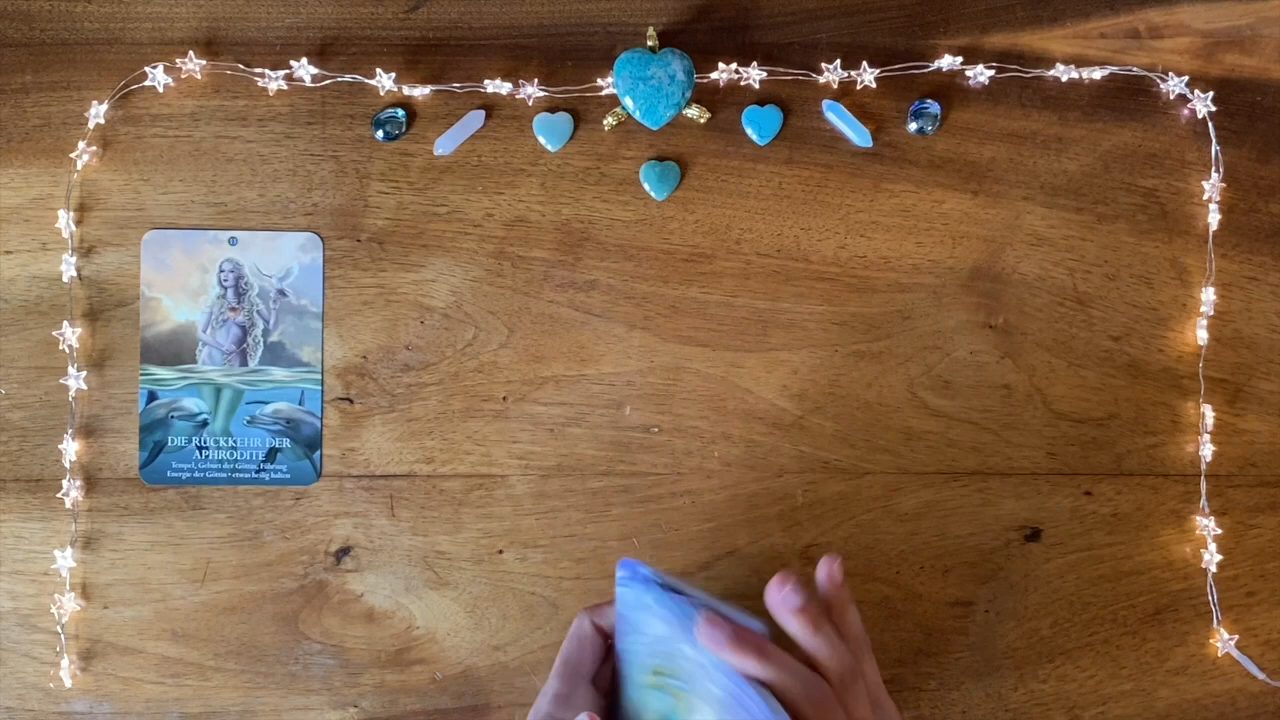 11
DIE RÜCKKEHR DER
APHRODITE
Tempel, Geburt der Göttin, Führung
Energie der Göttin • etwas heilig halten